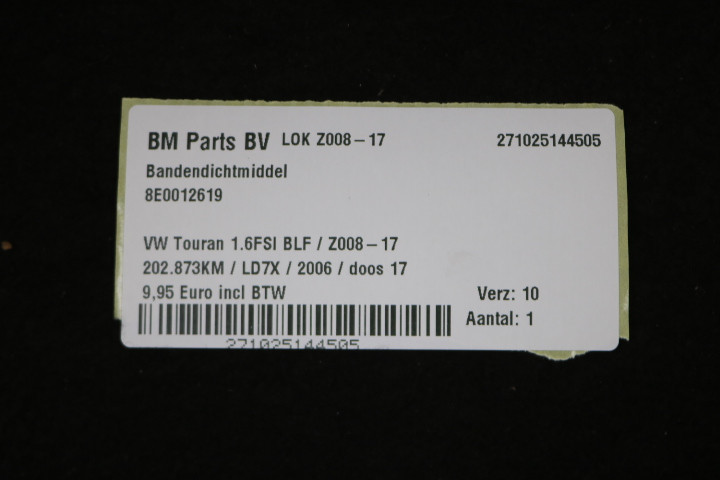 BM Parts BV LOK Z008-17 271025144505
Bandendichtmiddel
8E0012619
VW Touran 1.6FSI BLF / Z008-17
202.873KM / LD7X / 2006 / doos 17
9,95 Euro incl BTW Verz: 10
Aantal: 1
271025144505